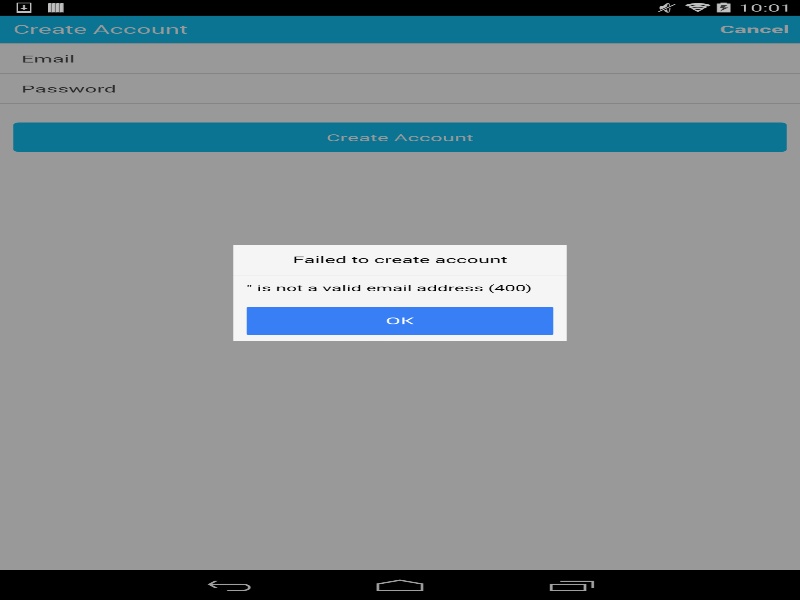 10:01
Create Account
Cancel
Email
Password
Create Account
Failed to create account
'' is not a valid email address (400)
OK